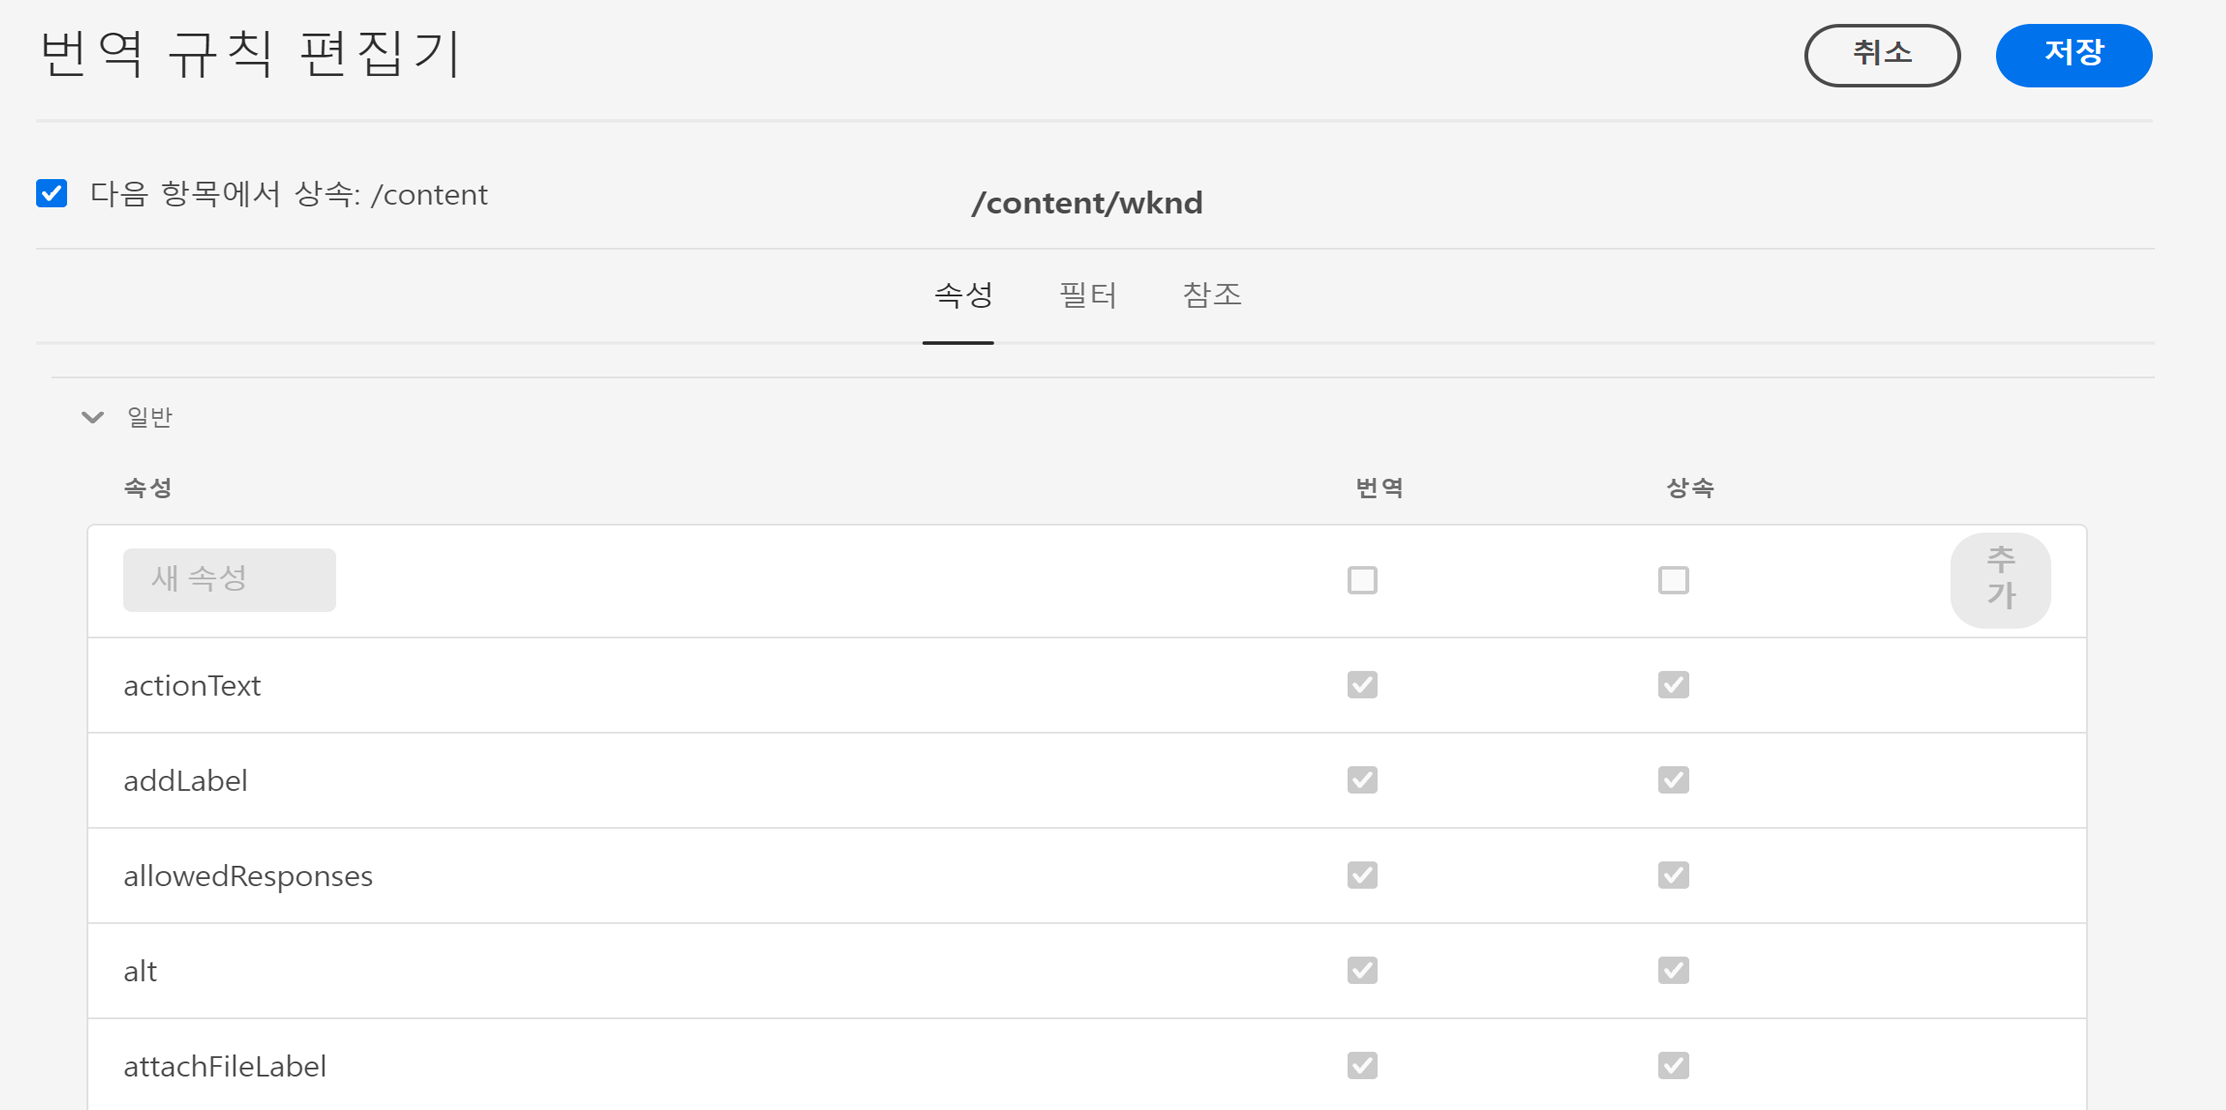 번역 규칙 편집기
취소
저장
다음 항목에서 상속: /content
/content/wknd
속성
필터
참조
일반
속성
번역
상속
새 속성
추
가
actionText
addLabel
allowedResponses
alt
attachFileLabel